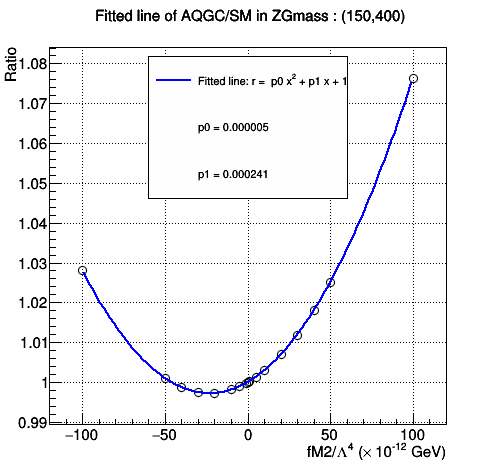 Fitted line of AQGC/SM in ZGmass : (150,400)
Ratio
Fitted line: r = p0 x² + p1 x + 1
p0 = 0.000005
p1 = 0.000241
1.08
1.07
1.06
1.05
1.04
1.03
1.02
1.01
1
0.99
−100 −50 0 50 100
fM2/Λ⁴ (× 10⁻¹² GeV)